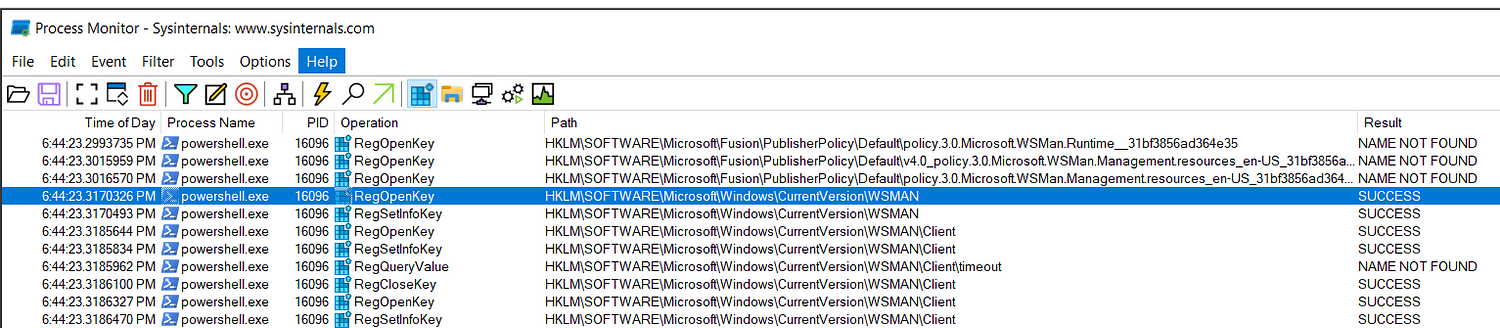 Process Monitor - Sysinternals: www.sysinternals.com
File Edit Event Filter Tools Options Help
Time of Day Process Name PID Operation Path Result
6:44:23.2993735 PM powershell.exe 16096 RegOpenKey HKLM\SOFTWARE\Microsoft\Fusion\PublisherPolicy\Default\policy.3.0.Microsoft.WSMan.Runtime__31bf3856ad364e35 NAME NOT FOUND
6:44:23.3015959 PM powershell.exe 16096 RegOpenKey HKLM\SOFTWARE\Microsoft\Fusion\PublisherPolicy\Default\v4.0_policy.3.0.Microsoft.WSMan.Management.resources_en-US_31bf3856a... NAME NOT FOUND
6:44:23.3016570 PM powershell.exe 16096 RegOpenKey HKLM\SOFTWARE\Microsoft\Fusion\PublisherPolicy\Default\policy.3.0.Microsoft.WSMan.Management.resources_en-US_31bf3856ad364... NAME NOT FOUND
6:44:23.3170326 PM powershell.exe 16096 RegOpenKey HKLM\SOFTWARE\Microsoft\Windows\CurrentVersion\WSMAN SUCCESS
6:44:23.3170493 PM powershell.exe 16096 RegSetInfoKey HKLM\SOFTWARE\Microsoft\Windows\CurrentVersion\WSMAN SUCCESS
6:44:23.3185644 PM powershell.exe 16096 RegOpenKey HKLM\SOFTWARE\Microsoft\Windows\CurrentVersion\WSMAN\Client SUCCESS
6:44:23.3185834 PM powershell.exe 16096 RegSetInfoKey HKLM\SOFTWARE\Microsoft\Windows\CurrentVersion\WSMAN\Client SUCCESS
6:44:23.3185962 PM powershell.exe 16096 RegQueryValue HKLM\SOFTWARE\Microsoft\Windows\CurrentVersion\WSMAN\Client\timeout NAME NOT FOUND
6:44:23.3186100 PM powershell.exe 16096 RegCloseKey HKLM\SOFTWARE\Microsoft\Windows\CurrentVersion\WSMAN\Client SUCCESS
6:44:23.3186327 PM powershell.exe 16096 RegOpenKey HKLM\SOFTWARE\Microsoft\Windows\CurrentVersion\WSMAN\Client SUCCESS
6:44:23.3186470 PM powershell.exe 16096 RegSetInfoKey HKLM\SOFTWARE\Microsoft\Windows\CurrentVersion\WSMAN\Client SUCCESS